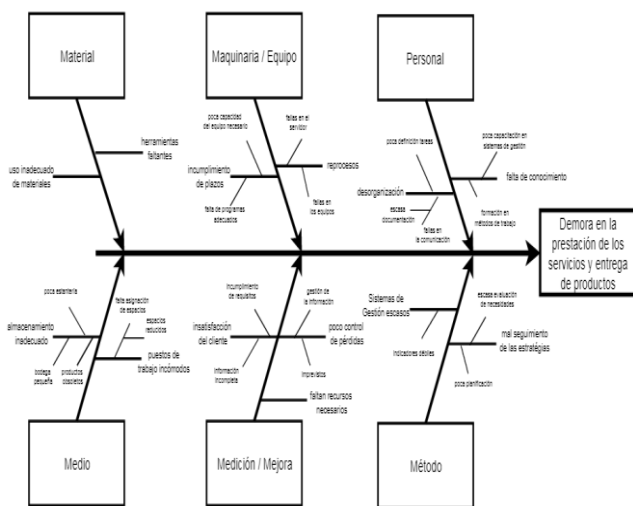 Material
Maquinaria / Equipo
Personal
herramientas
faltantes
uso inadecuado
de materiales
poca capacidad
del equipo necesario
fallas en el
servidor
incumplimiento
de plazos
reprocesos
falta de programas
adecuados
fallas en
los equipos
poca definición tareas
poca capacitación en
sistemas de gestión
desorganización
falta de conocimiento
escasa
documentación
fallas en
la comunicación
formación en
métodos de trabajo
Demora en la
prestación de los
servicios y entrega
de productos
poca estantería
falta asignación
de espacios
espacios
reducidos
almacenamiento
inadecuado
puestos de
trabajo incómodos
bodega
pequeña
productos
obsoletos
incumplimiento
de requisitos
gestión de
la información
insatisfacción
del cliente
poco control
de pérdidas
información
incompleta
imprevistos
faltan recursos
necesarios
Sistemas de
Gestión escasos
escasa evaluación de
necesidades
mal seguimiento
de las estratégias
indicadores débiles
poca planificación
Medio
Medición / Mejora
Método